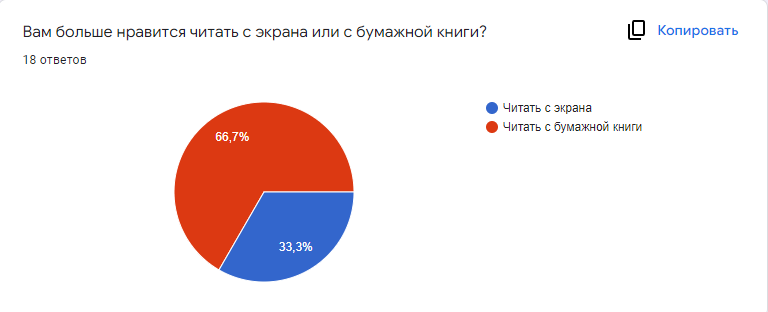 Вам больше нравится читать с экрана или с бумажной книги?
Копировать
18 ответов
Читать с экрана
Читать с бумажной книги
66,7%
33,3%